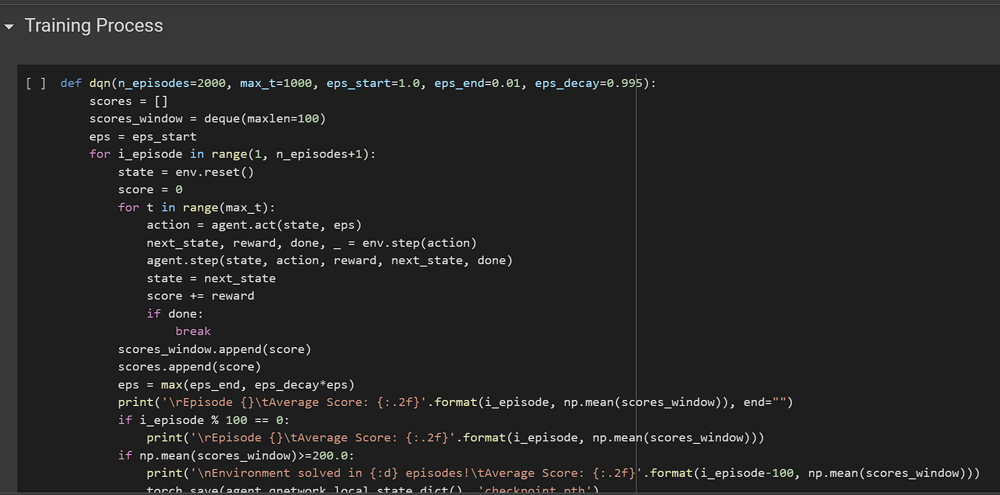 Training Process
[ ] def dqn(n_episodes=2000, max_t=1000, eps_start=1.0, eps_end=0.01, eps_decay=0.995):
scores = []
scores_window = deque(maxlen=100)
eps = eps_start
for i_episode in range(1, n_episodes+1):
state = env.reset()
score = 0
for t in range(max_t):
action = agent.act(state, eps)
next_state, reward, done, _ = env.step(action)
agent.step(state, action, reward, next_state, done)
state = next_state
score += reward
if done:
break
scores_window.append(score)
scores.append(score)
eps = max(eps_end, eps_decay*eps)
print('\rEpisode {}\tAverage Score: {:.2f}'.format(i_episode, np.mean(scores_window)), end="")
if i_episode % 100 == 0:
print('\rEpisode {}\tAverage Score: {:.2f}'.format(i_episode, np.mean(scores_window)))
if np.mean(scores_window)>=200.0:
print('\nEnvironment solved in {:d} episodes!\tAverage Score: {:.2f}'.format(i_episode-100, np.mean(scores_window)))
torch.save(agent.qnetwork_local.state_dict(), 'checkpoint.pth')